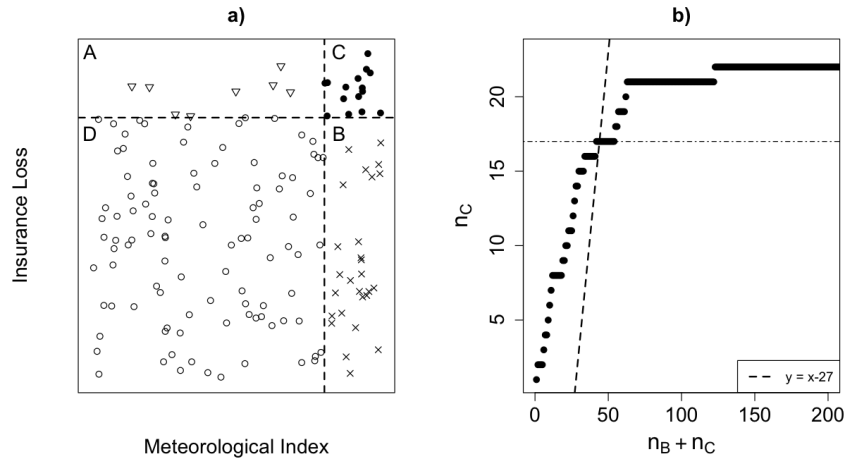 a)
A
C
D
B
Insurance Loss
Meteorological Index
b)
n_C
20
15
10
5
0
50
100
150
200
n_B + n_C
y = x-27